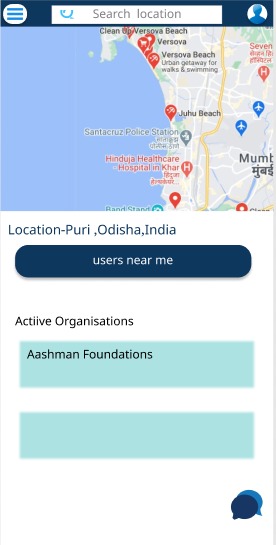 Search location
Clean Up Versova Beach
Versova
Versova Beach
Urban getaway for
walks & swimming
Seven
Juhu Beach
Santacruz Police Station
Hinduja Healthcare
Hospital in Khar
Mumb
मुंबई
Band Stand
Clean
Location-Puri ,Odisha,India
users near me
Actiive Organisations
Aashman Foundations